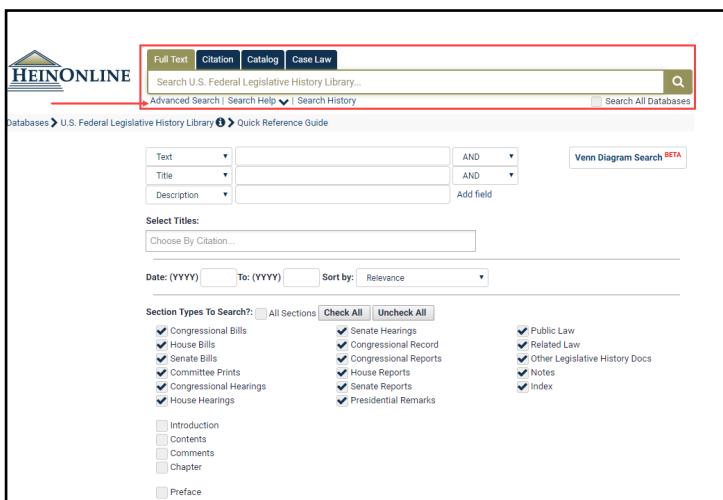 Full Text Citation Catalog Case Law
HEINONLINE
Search U.S. Federal Legislative History Library...
Advanced Search | Search Help | Search History Search All Databases
Databases U.S. Federal Legislative History Library Quick Reference Guide
Text AND Venn Diagram Search BETA
Title AND
Description Add field
Select Titles:
Choose By Citation...
Date: (YYYY) To: (YYYY) Sort by: Relevance
Section Types To Search?: All Sections Check All Uncheck All
Congressional Bills Senate Hearings Public Law
House Bills Congressional Record Related Law
Senate Bills Congressional Reports Other Legislative History Docs
Committee Prints House Reports Notes
Congressional Hearings Senate Reports Index
House Hearings Presidential Remarks
Introduction
Contents
Comments
Chapter
Preface